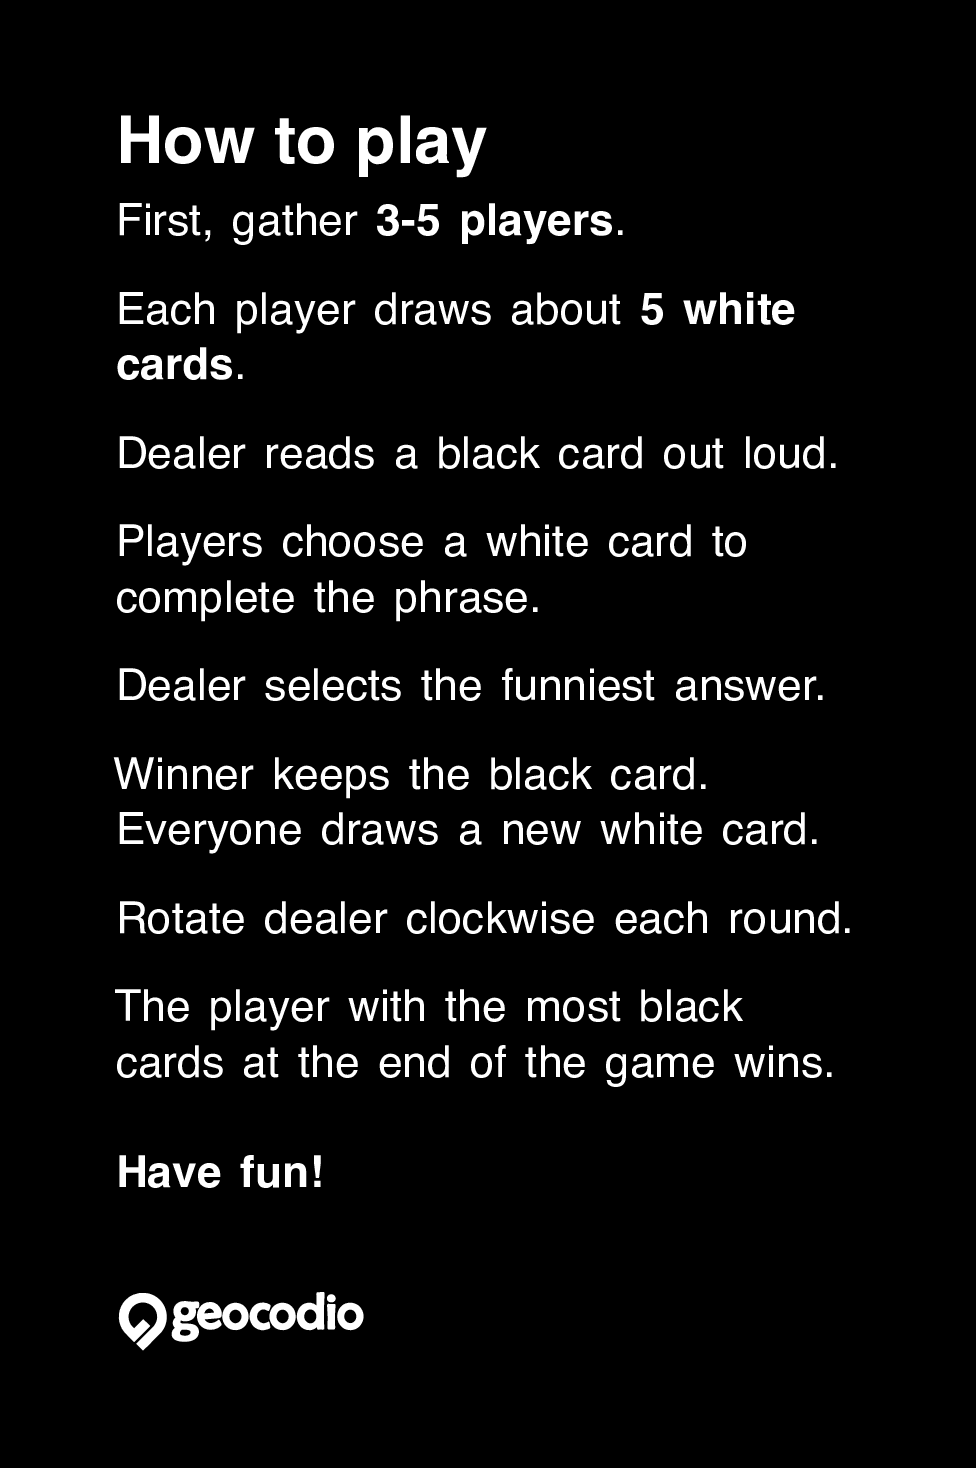 How to play
First, gather 3-5 players.
Each player draws about 5 white
cards.
Dealer reads a black card out loud.
Players choose a white card to
complete the phrase.
Dealer selects the funniest answer.
Winner keeps the black card.
Everyone draws a new white card.
Rotate dealer clockwise each round.
The player with the most black
cards at the end of the game wins.
Have fun!
geocodio